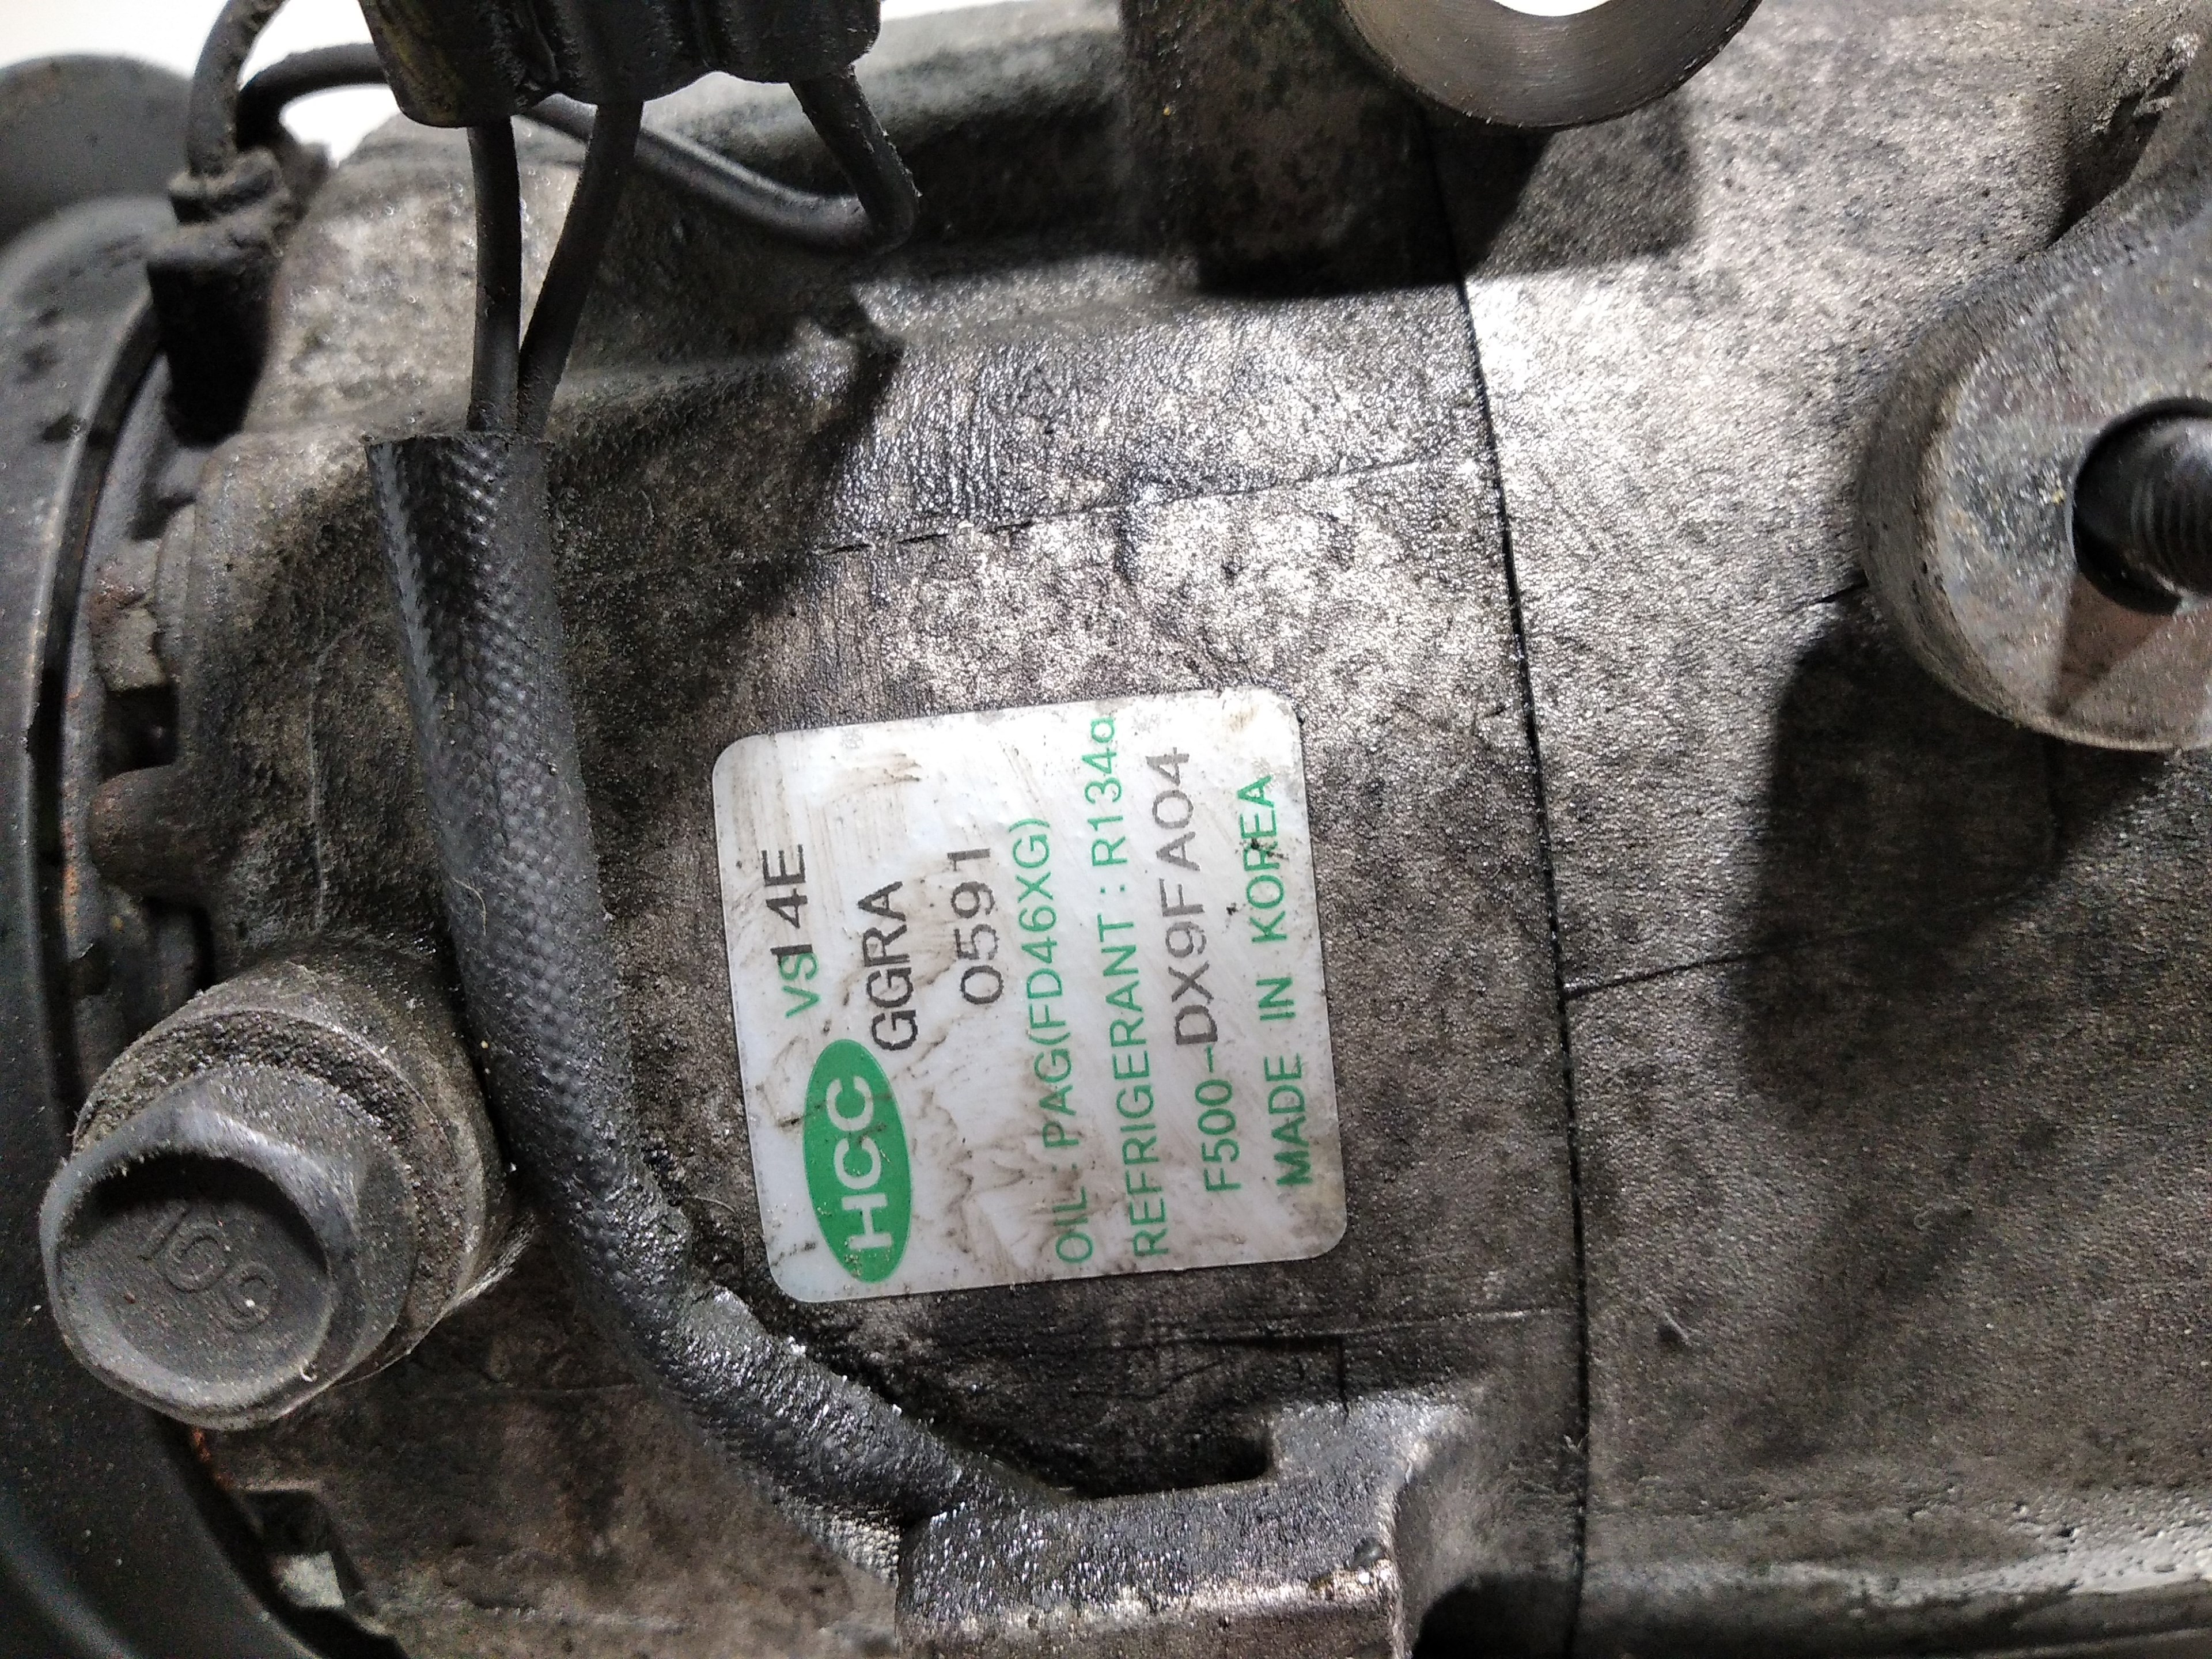 VS14E
HCC
GGRA
0591
OIL : PAG(FD46XG)
REFRIGERANT : R134a
F500-DX9FA04
MADE IN KOREA